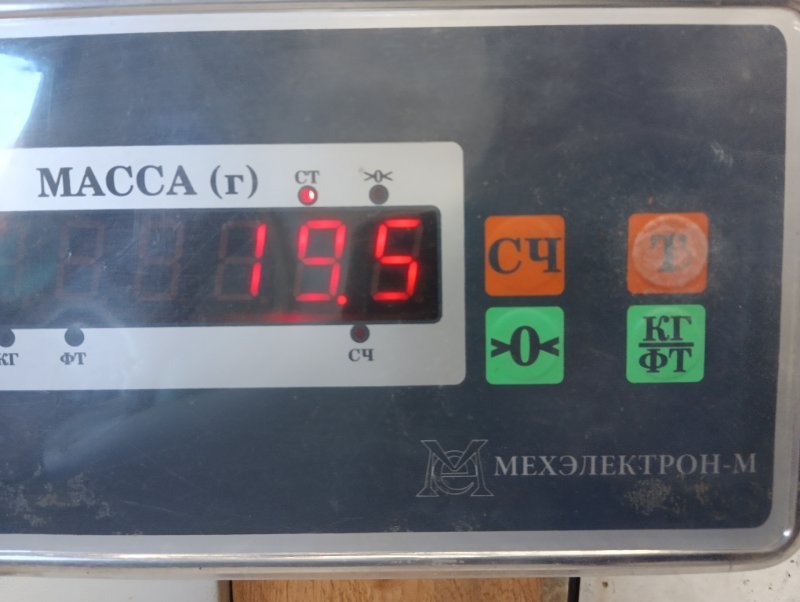 МАССА (г)
СТ
>0<
19.5
КГ
ФТ
СЧ
СЧ
Т
>0<
КГ
ФТ
МЕХЭЛЕКТРОН-М